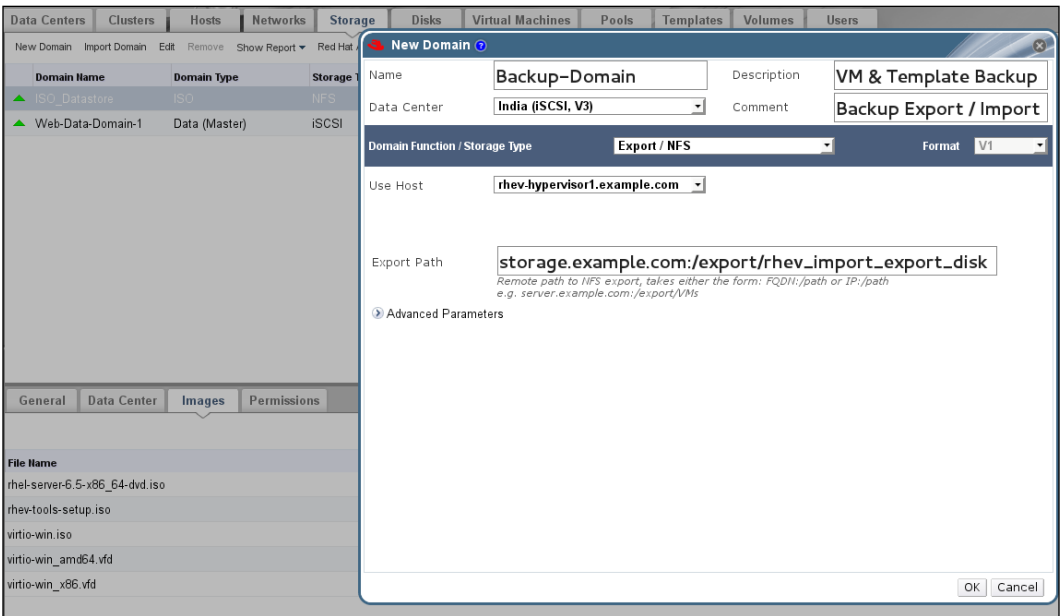 Data Centers Clusters Hosts Networks Storage Disks Virtual Machines Pools Templates Volumes Users
New Domain Import Domain Edit Remove Show Report Red Hat
Domain Name Domain Type Storage
ISO_Datastore ISO NFS
Web-Data-Domain-1 Data (Master) iSCSI
New Domain
Name Backup-Domain Description VM & Template Backup
Data Center India (iSCSI, V3) Comment Backup Export / Import
Domain Function / Storage Type Export / NFS Format V1
Use Host rhev-hypervisor1.example.com
Export Path storage.example.com:/export/rhev_import_export_disk
Remote path to NFS export, takes either the form: FQDN:/path or IP:/path
e.g. server.example.com:/export/VMs
Advanced Parameters
General Data Center Images Permissions
File Name
rhel-server-6.5-x86_64-dvd.iso
rhev-tools-setup.iso
virtio-win.iso
virtio-win_amd64.vfd
virtio-win_x86.vfd
OK Cancel